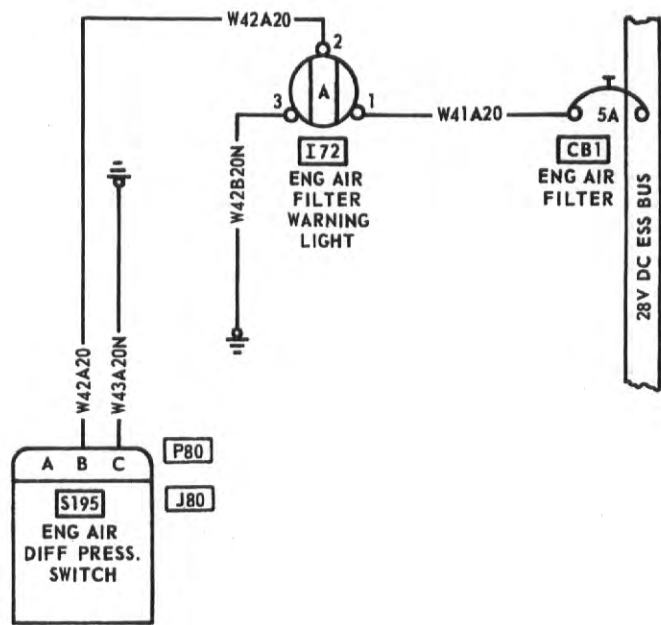 W42A20
2
A
3
1
W41A20
5A
I72
CB1
ENG AIR
FILTER
WARNING
LIGHT
ENG AIR
FILTER
28V DC ESS BUS
W42B20N
W42A20
W43A20N
A B C
P80
J80
S195
ENG AIR
DIFF PRESS.
SWITCH